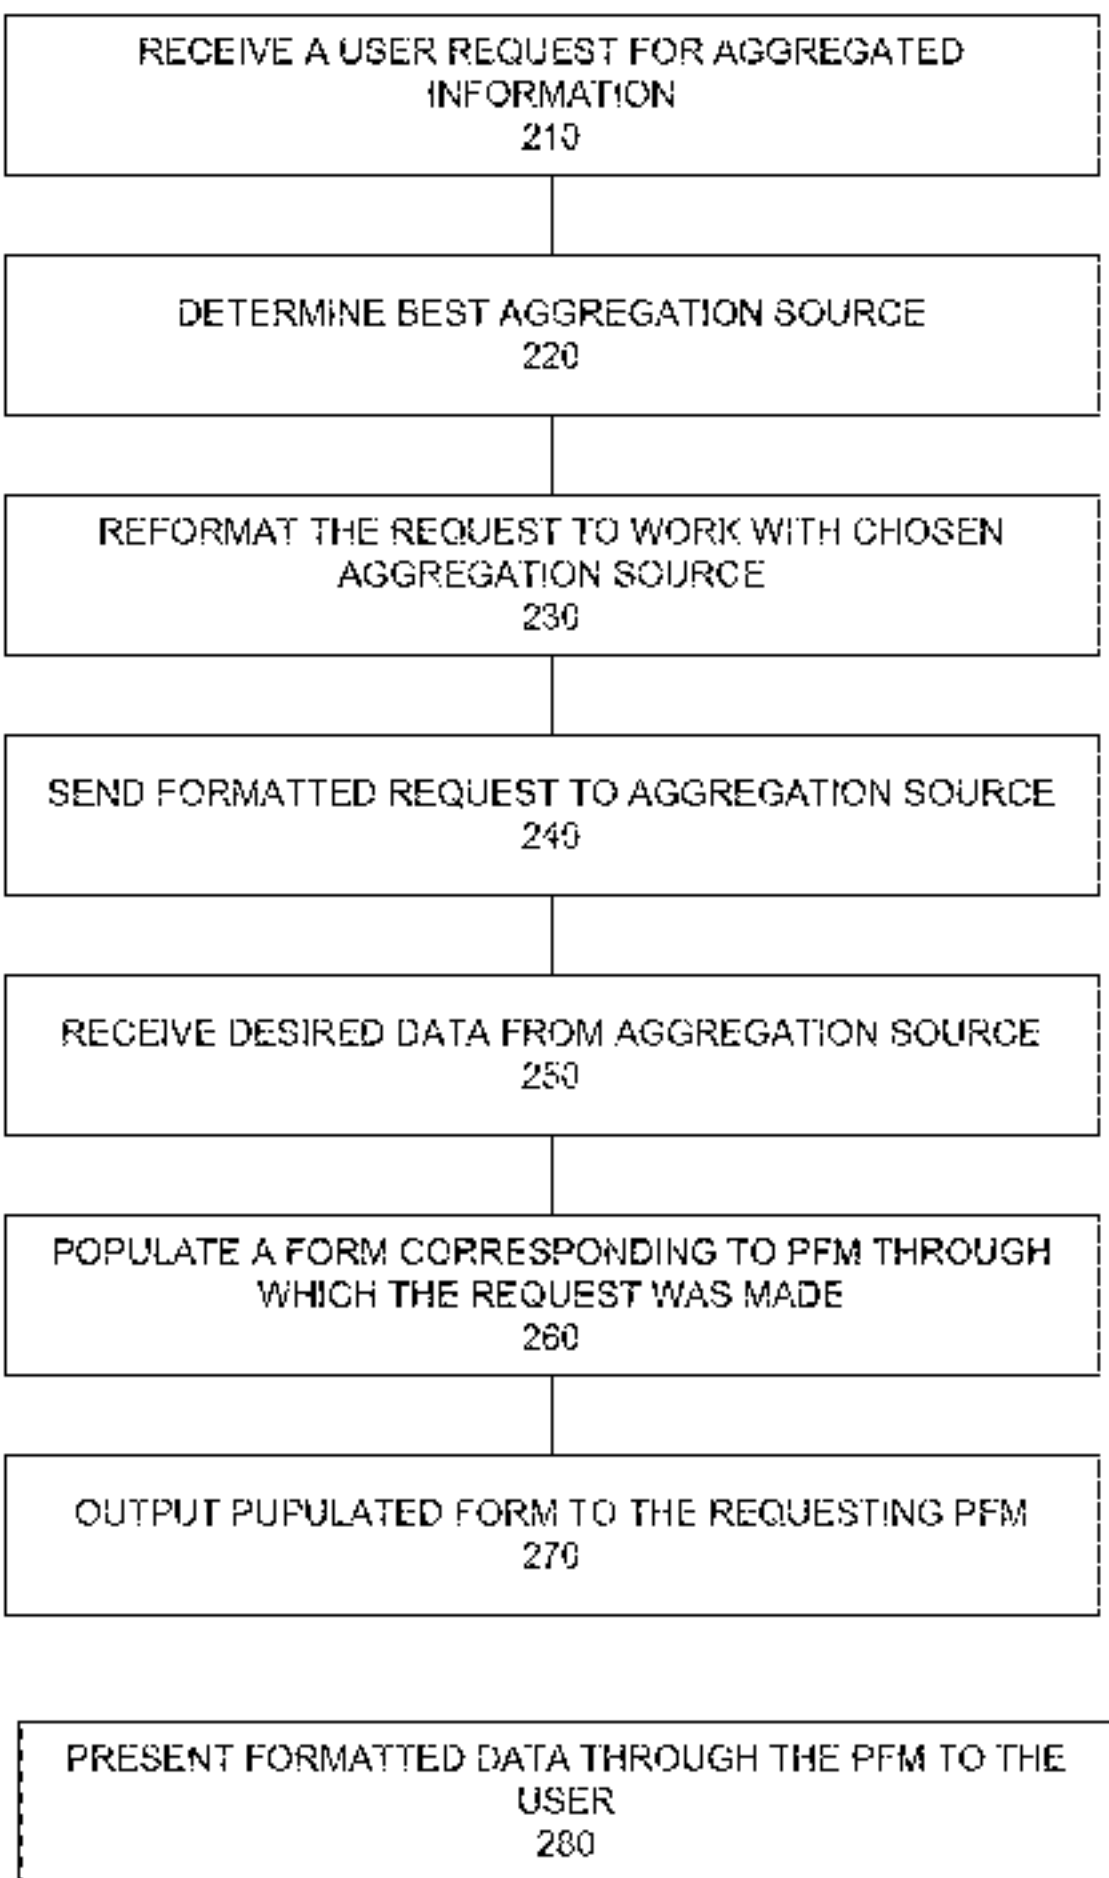 RECEIVE A USER REQUEST FOR AGGREGATED
INFORMATION
210
DETERMINE BEST AGGREGATION SOURCE
220
REFORMAT THE REQUEST TO WORK WITH CHOSEN
AGGREGATION SOURCE
230
SEND FORMATTED REQUEST TO AGGREGATION SOURCE
240
RECEIVE DESIRED DATA FROM AGGREGATION SOURCE
250
POPULATE A FORM CORRESPONDING TO PFM THROUGH
WHICH THE REQUEST WAS MADE
260
OUTPUT PUPULATED FORM TO THE REQUESTING PFM
270
PRESENT FORMATTED DATA THROUGH THE PFM TO THE
USER
280